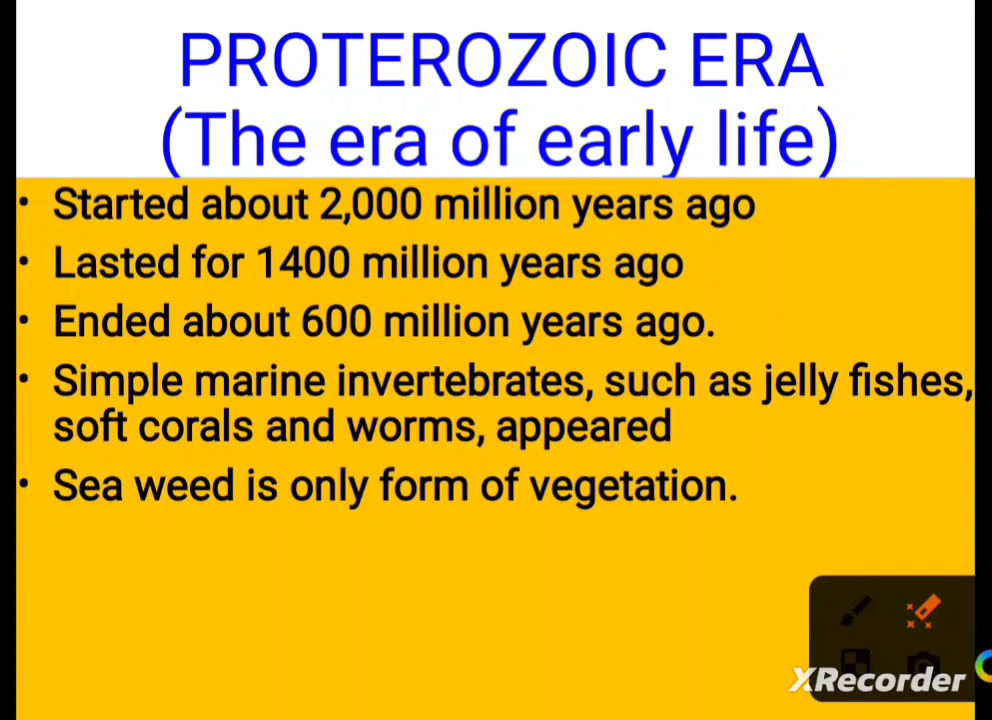 PROTEROZOIC ERA
(The era of early life)
• Started about 2,000 million years ago
• Lasted for 1400 million years ago
• Ended about 600 million years ago.
• Simple marine invertebrates, such as jelly fishes,
soft corals and worms, appeared
• Sea weed is only form of vegetation.
XRecorder